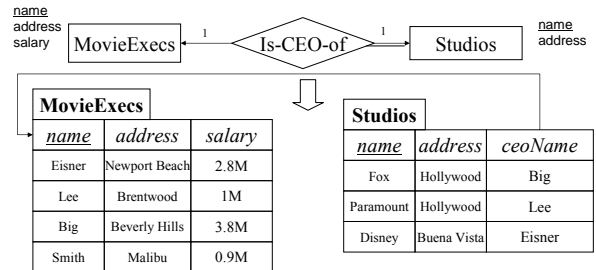 name
address
salary
MovieExecs
1
Is-CEO-of
1
Studios
name
address
MovieExecs
name address salary
Eisner Newport Beach 2.8M
Lee Brentwood 1M
Big Beverly Hills 3.8M
Smith Malibu 0.9M
Studios
name address ceoName
Fox Hollywood Big
Paramount Hollywood Lee
Disney Buena Vista Eisner